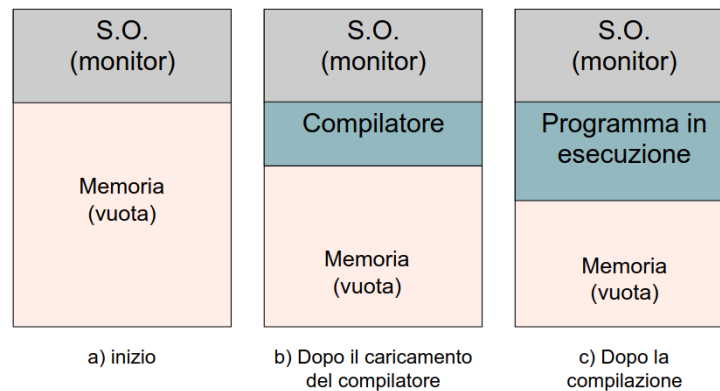 S.O.
(monitor)
Memoria
(vuota)
a) inizio
S.O.
(monitor)
Compilatore
Memoria
(vuota)
b) Dopo il caricamento
del compilatore
S.O.
(monitor)
Programma in
esecuzione
Memoria
(vuota)
c) Dopo la
compilazione